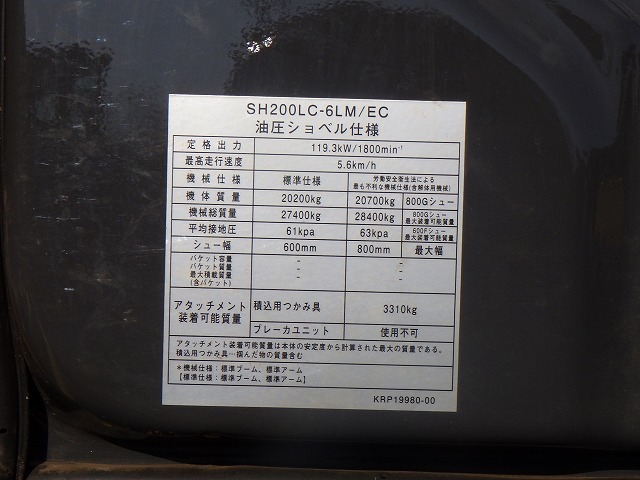 SH200LC-6LM/EC
油圧ショベル仕様
定格出力 119.3kW/1800min⁻¹
最高走行速度 5.6km/h
機械仕様 標準仕様 労働安全衛生法による
最も不利な機械仕様(含解体用機械)
機体質量 20200kg 20700kg 800Gシュー
機械総質量 27400kg 28400kg 800Gシュー
最大装着可能質量
平均接地圧 61kpa 63kpa 600Fシュー
最大装着可能質量
シュー幅 600mm 800mm 最大幅
バケット容量 -
バケット質量 - -
最大積載質量 - -
(含バケット)
アタッチメント
装着可能質量
積込用つかみ具 3310kg
ブレーカユニット 使用不可
アタッチメント装着可能質量は本体の安定度から計算された最大の質量である。
積込用つかみ具…掴んだ物の質量含む
*機械仕様:標準ブーム、標準アーム
【標準仕様:標準ブーム、標準アーム】
KRP19980-00